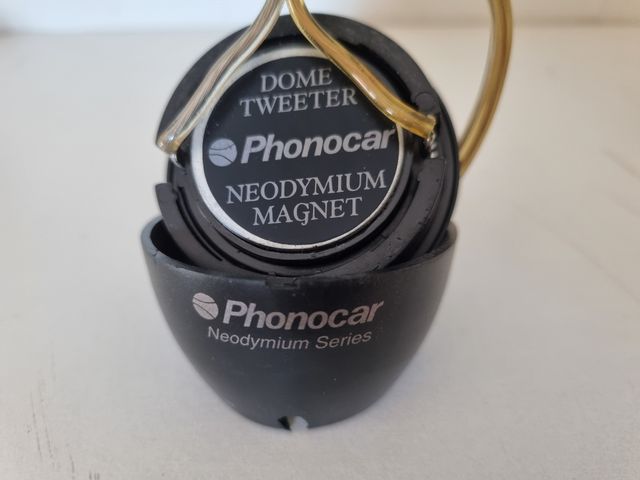 DOME
TWEETER
Phonocar
NEODYMIUM
MAGNET
Phonocar
Neodymium Series